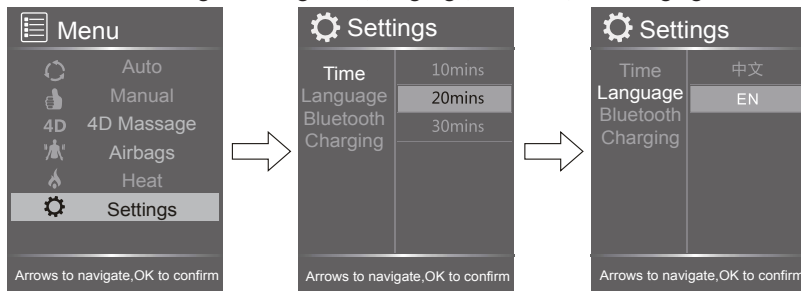 Menu
Auto
Manual
4D 4D Massage
Airbags
Heat
Settings
Arrows to navigate,OK to confirm
Settings
Time
Language
Bluetooth
Charging
10mins
20mins
30mins
Arrows to navigate,OK to confirm
Settings
Time
Language
Bluetooth
Charging
中文
EN
Arrows to navigate,OK to confirm